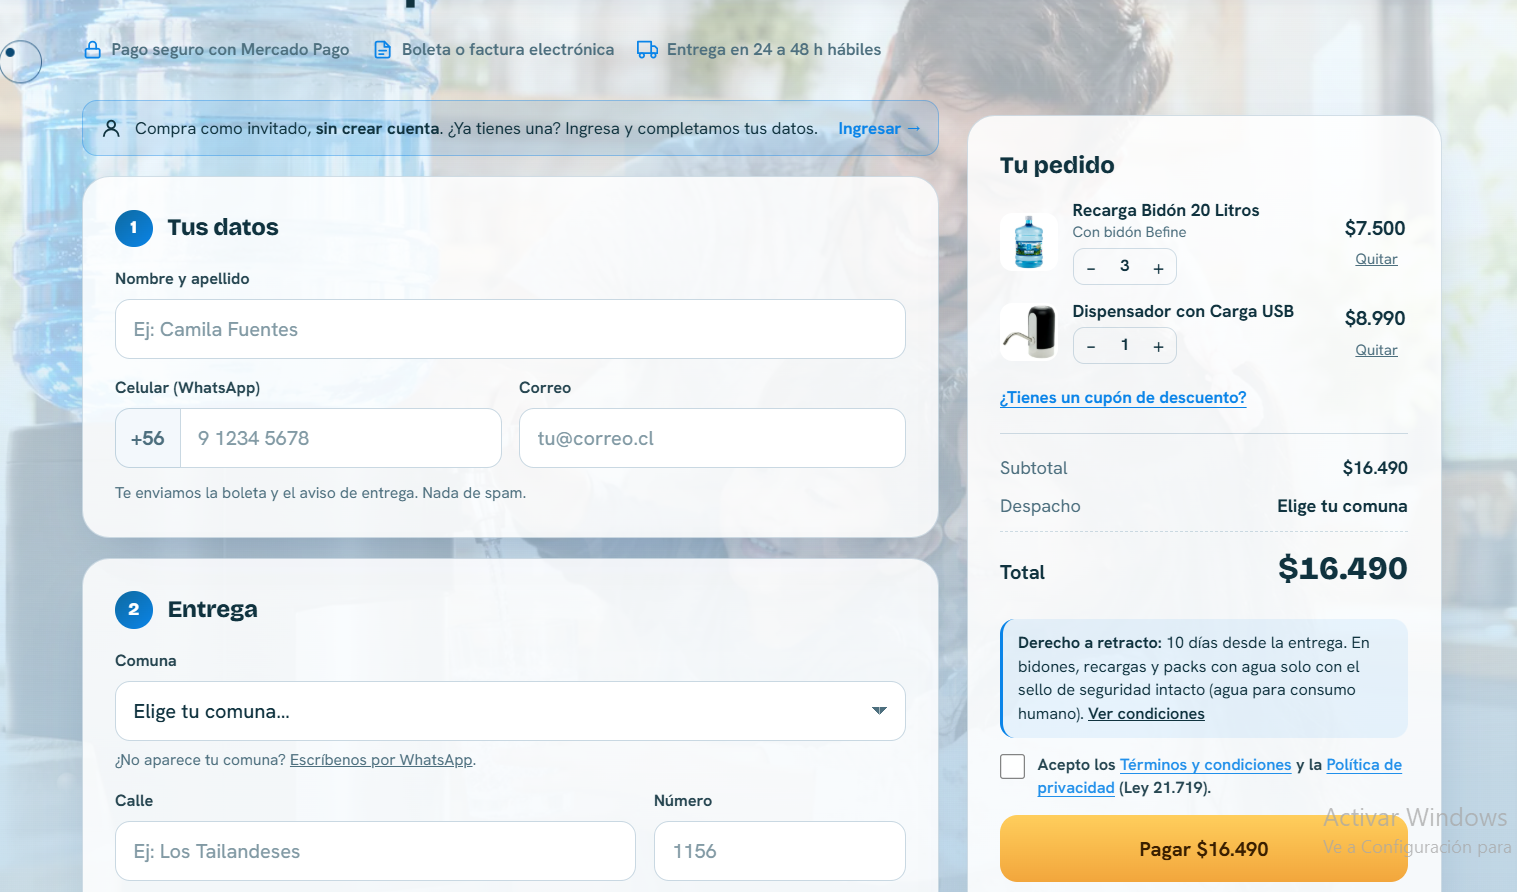 Pago seguro con Mercado Pago
Boleta o factura electrónica
Entrega en 24 a 48 h hábiles
Compra como invitado, sin crear cuenta. ¿Ya tienes una? Ingresa y completamos tus datos.
Ingresar →
1
Tus datos
Nombre y apellido
Ej: Camila Fuentes
Celular (WhatsApp)
Correo
+56
9 1234 5678
tu@correo.cl
Te enviamos la boleta y el aviso de entrega. Nada de spam.
2
Entrega
Comuna
Elige tu comuna...
¿No aparece tu comuna? Escríbenos por WhatsApp.
Calle
Número
Ej: Los Tailandeses
1156
Tu pedido
Recarga Bidón 20 Litros
Con bidón Befine
$7.500
− 3 +
Quitar
Dispensador con Carga USB
$8.990
− 1 +
Quitar
¿Tienes un cupón de descuento?
Subtotal
$16.490
Despacho
Elige tu comuna
Total
$16.490
Derecho a retracto: 10 días desde la entrega. En
bidones, recargas y packs con agua solo con el
sello de seguridad intacto (agua para consumo
humano). Ver condiciones
Acepto los Términos y condiciones y la Política de
privacidad (Ley 21.719).
Pagar $16.490
Activar Windows
Ve a Configuración para